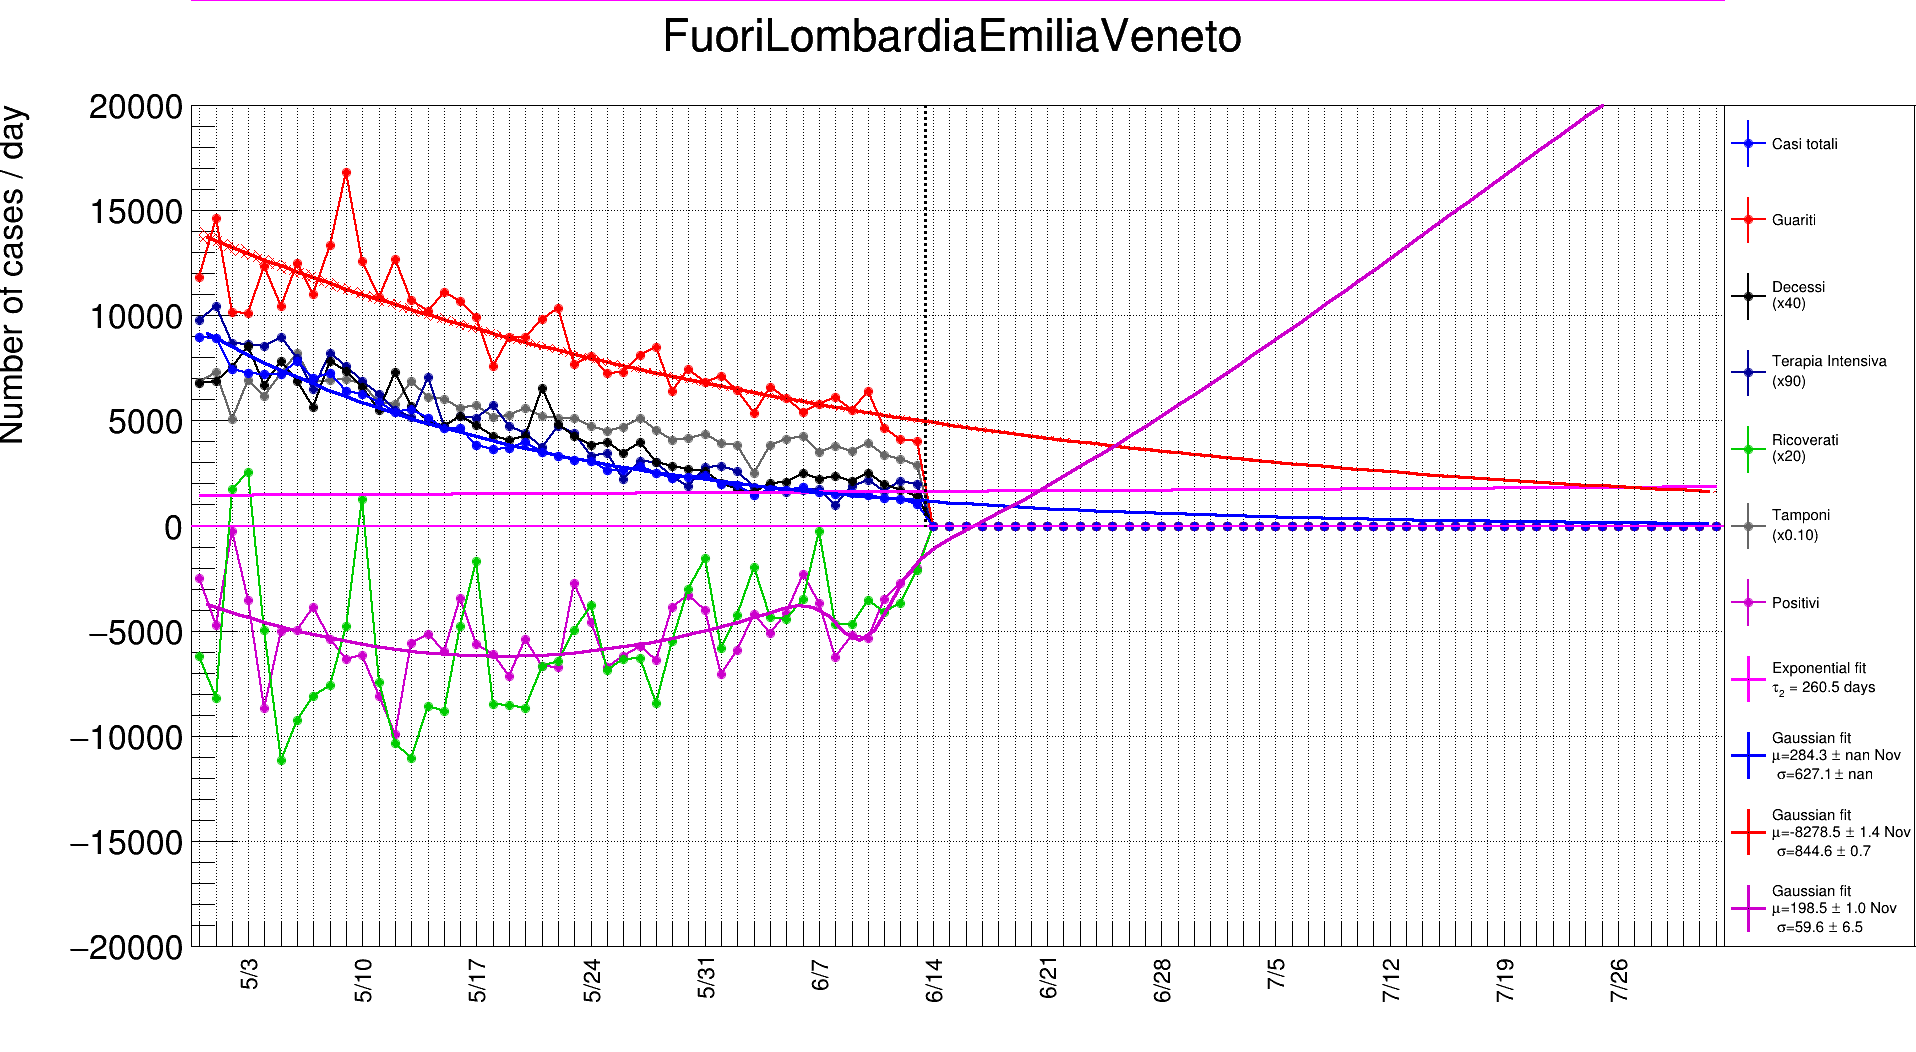 FuoriLombardiaEmiliaVeneto
Number of cases / day
20000
15000
10000
5000
0
−5000
−10000
−15000
−20000
5/3
5/10
5/17
5/24
5/31
6/7
6/14
6/21
6/28
7/5
7/12
7/19
7/26
Casi totali
Guariti
Decessi
(x40)
Terapia Intensiva
(x90)
Ricoverati
(x20)
Tamponi
(x0.10)
Positivi
Exponential fit
τ2 = 260.5 days
Gaussian fit
μ=284.3 ± nan Nov
σ=627.1 ± nan
Gaussian fit
μ=-8278.5 ± 1.4 Nov
σ=844.6 ± 0.7
Gaussian fit
μ=198.5 ± 1.0 Nov
σ=59.6 ± 6.5